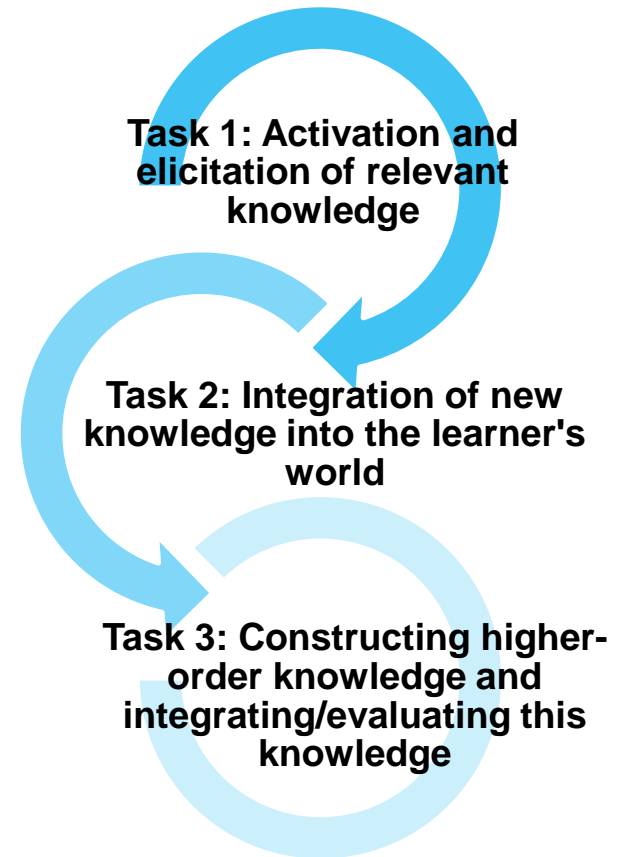 Task 1: Activation and
elicitation of relevant
knowledge
Task 2: Integration of new
knowledge into the learner's
world
Task 3: Constructing higher-
order knowledge and
integrating/evaluating this
knowledge